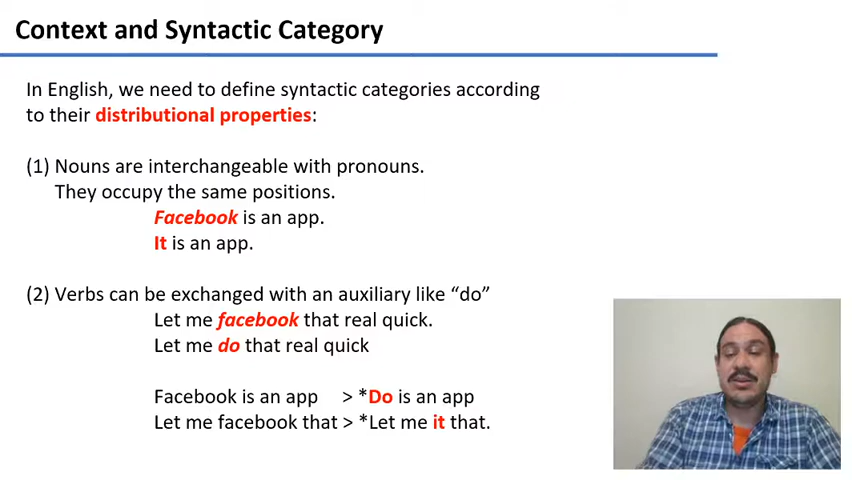 Context and Syntactic Category
In English, we need to define syntactic categories according
to their distributional properties:
(1) Nouns are interchangeable with pronouns.
They occupy the same positions.
Facebook is an app.
It is an app.
(2) Verbs can be exchanged with an auxiliary like “do”
Let me facebook that real quick.
Let me do that real quick
Facebook is an app > *Do is an app
Let me facebook that > *Let me it that.